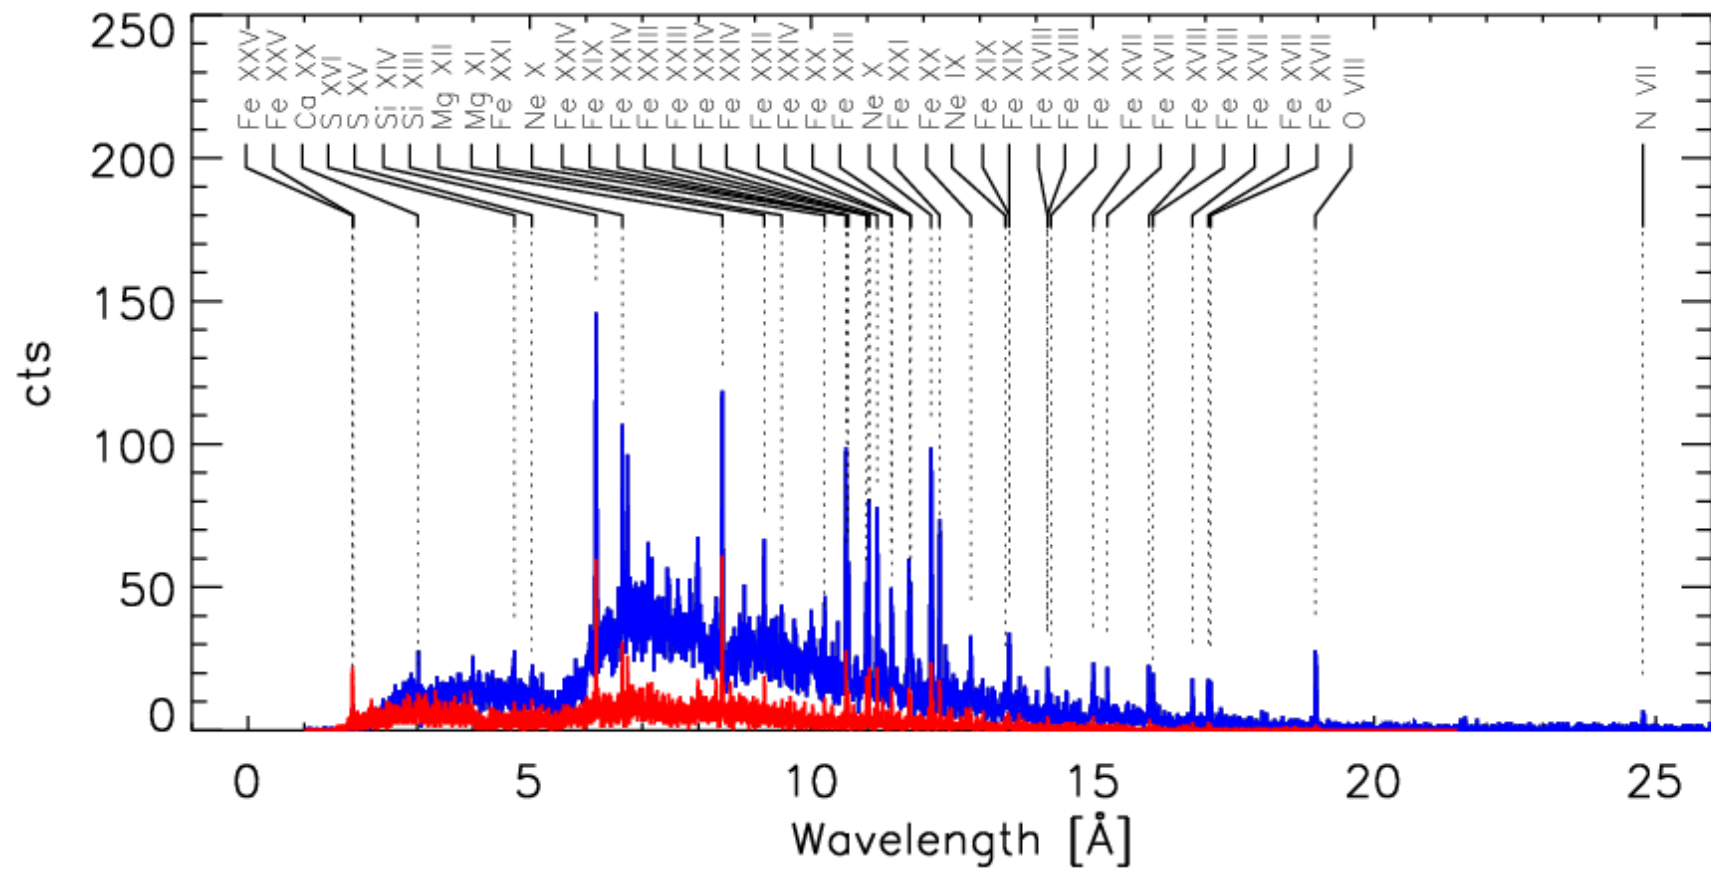 250
200
150
100
50
0
cts
Fe XXV
Fe XXV
Ca XX
S XVI
S XV
Si XIV
Si XIII
Mg XII
Mg XI
Fe XXI
Ne X
Fe XXIV
Fe XIX
Fe XXIV
Fe XXIII
Fe XXIII
Fe XXIV
Fe XXIV
Fe XXII
Fe XXIV
Fe XX
Fe XXII
Ne X
Fe XXI
Fe XX
Ne IX
Fe XIX
Fe XIX
Fe XVIII
Fe XVIII
Fe XX
Fe XVII
Fe XVII
Fe XVIII
Fe XVIII
Fe XVII
Fe XVII
Fe XVII
O VIII
N VII
0 5 10 15 20 25
Wavelength [Å]